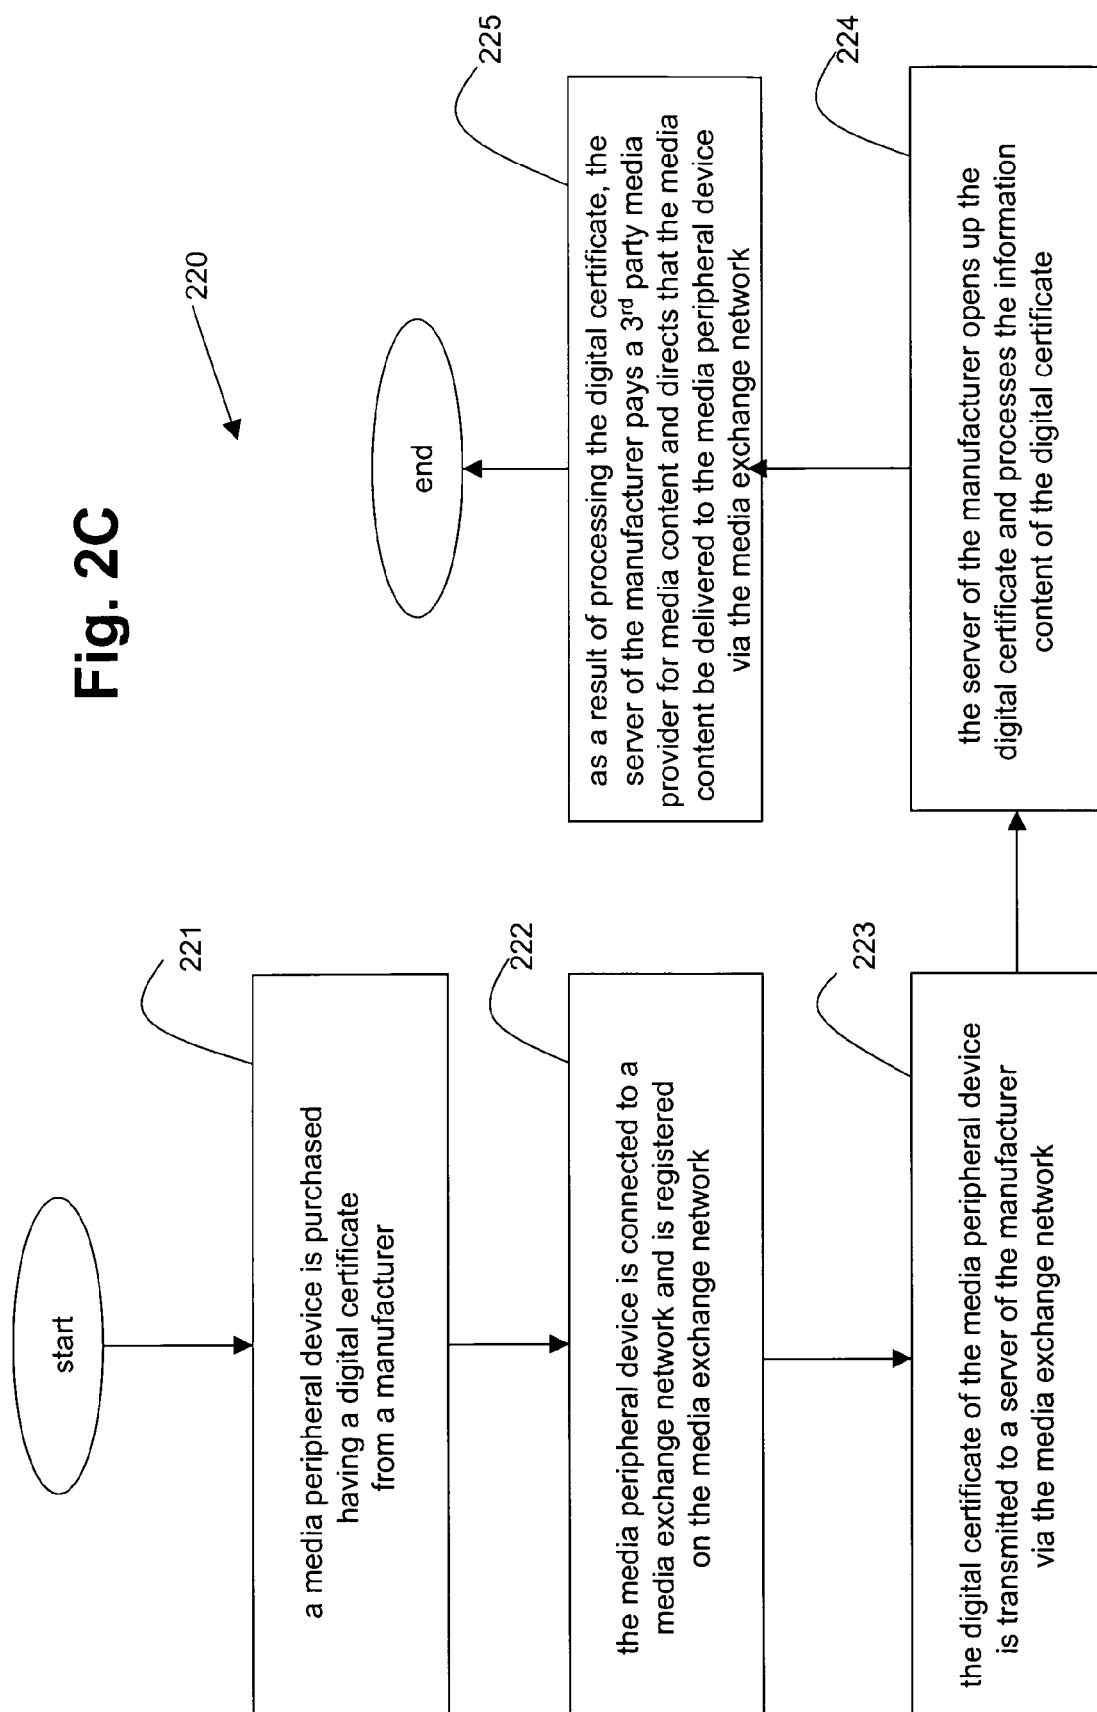 Fig. 2C
220
start
221
a media peripheral device is purchased
having a digital certificate
from a manufacturer
222
the media peripheral device is connected to a
media exchange network and is registered
on the media exchange network
223
the digital certificate of the media peripheral device
is transmitted to a server of the manufacturer
via the media exchange network
224
the server of the manufacturer opens up the
digital certificate and processes the information
content of the digital certificate
225
as a result of processing the digital certificate, the
server of the manufacturer pays a 3rd party media
provider for media content and directs that the media
content be delivered to the media peripheral device
via the media exchange network
end